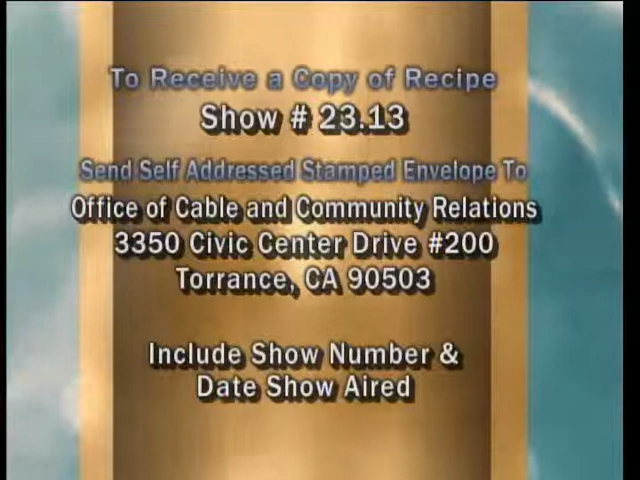 To Receive a Copy of Recipe
Show # 23.13
Send Self Addressed Stamped Envelope To
Office of Cable and Community Relations
3350 Civic Center Drive #200
Torrance, CA 90503
Include Show Number &
Date Show Aired